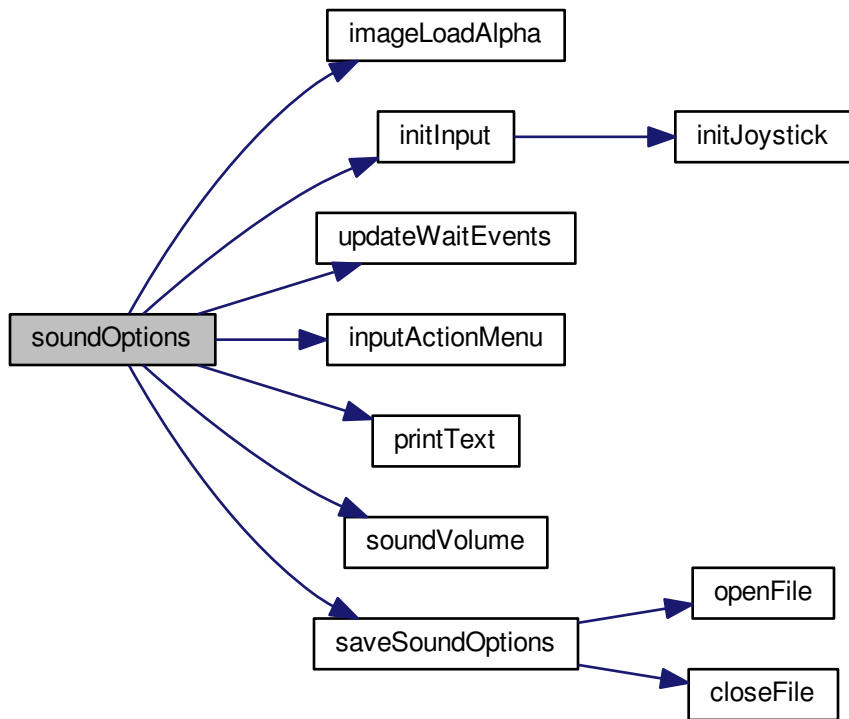 imageLoadAlpha
initInput
initJoystick
updateWaitEvents
soundOptions
inputActionMenu
printText
soundVolume
openFile
saveSoundOptions
closeFile